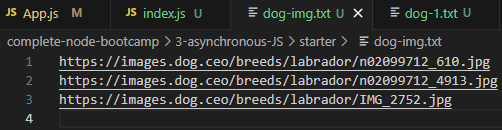 JS App.js M JS index.js U dog-img.txt U × dog-1.txt U
complete-node-bootcamp > 3-asynchronous-JS > starter > dog-img.txt
1 https://images.dog.ceo/breeds/labrador/n02099712_610.jpg
2 https://images.dog.ceo/breeds/labrador/n02099712_4913.jpg
3 https://images.dog.ceo/breeds/labrador/IMG_2752.jpg
4